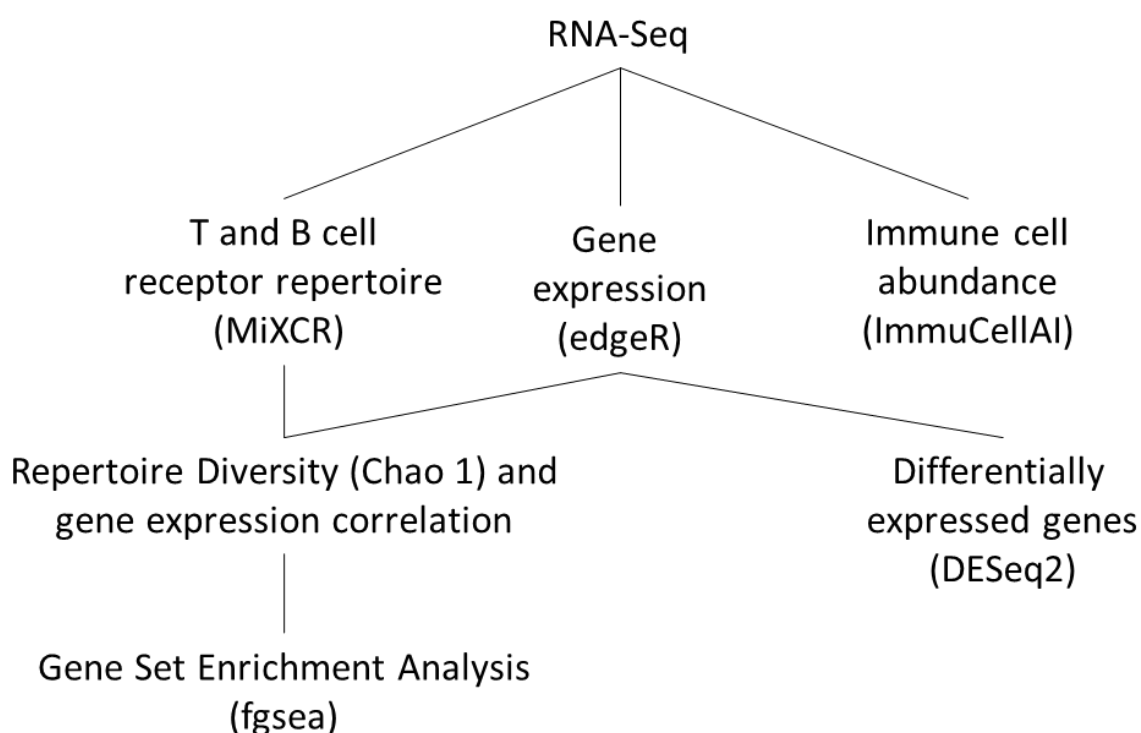 RNA-Seq
T and B cell
receptor repertoire
(MiXCR)
Gene
expression
(edgeR)
Immune cell
abundance
(ImmuCellAI)
Repertoire Diversity (Chao 1) and
gene expression correlation
Differentially
expressed genes
(DESeq2)
Gene Set Enrichment Analysis
(fgsea)